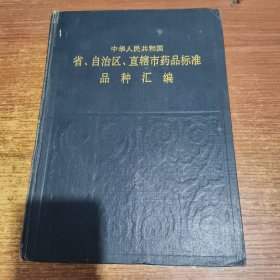 中华人民共和国
省、自治区、直辖市药品标准
品种汇编